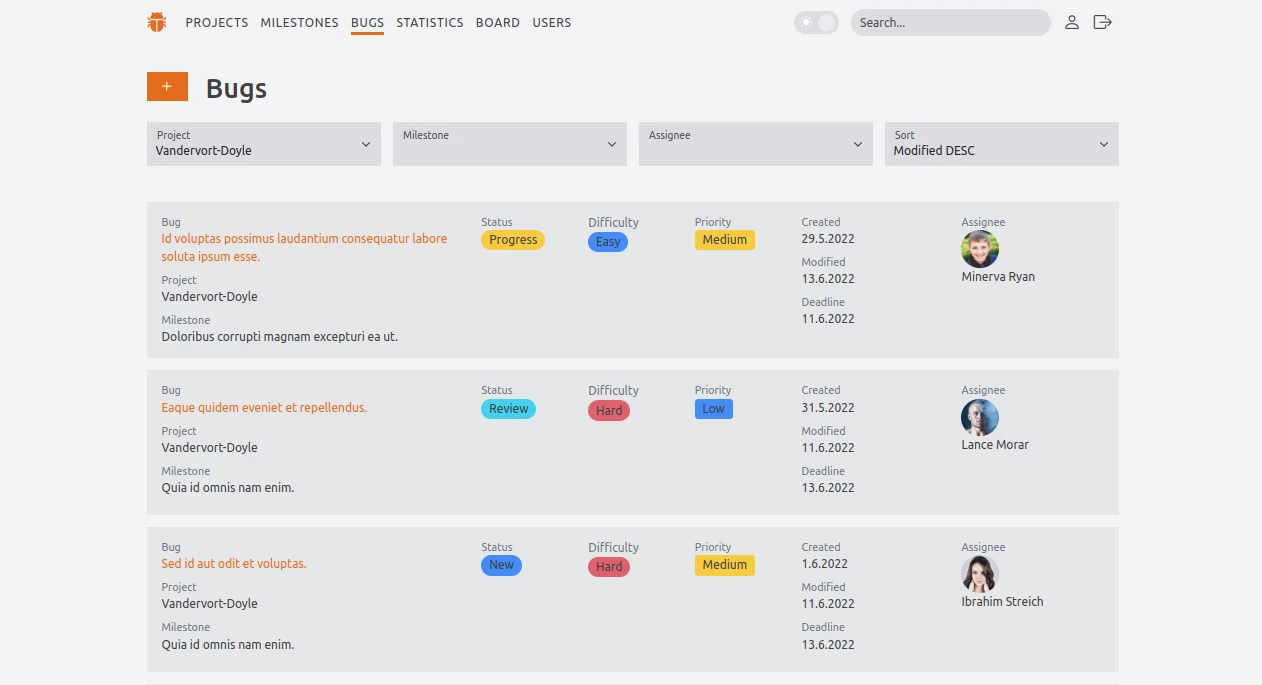 PROJECTS MILESTONES BUGS STATISTICS BOARD USERS Search...
+ Bugs
Project Milestone Assignee Sort
Vandervort-Doyle Modified DESC
Bug Status Difficulty Priority Created Assignee
Id voluptas possimus laudantium consequatur labore Progress Easy Medium 29.5.2022
soluta ipsum esse. Modified
Project 13.6.2022 Minerva Ryan
Vandervort-Doyle Deadline
Milestone 11.6.2022
Doloribus corrupti magnam excepturi ea ut.
Bug Status Difficulty Priority Created Assignee
Eaque quidem eveniet et repellendus. Review Hard Low 31.5.2022
Project Modified
Vandervort-Doyle 11.6.2022 Lance Morar
Milestone Deadline
Quia id omnis nam enim. 13.6.2022
Bug Status Difficulty Priority Created Assignee
Sed id aut odit et voluptas. New Hard Medium 1.6.2022
Project Modified
Vandervort-Doyle 11.6.2022 Ibrahim Streich
Milestone Deadline
Quia id omnis nam enim. 13.6.2022